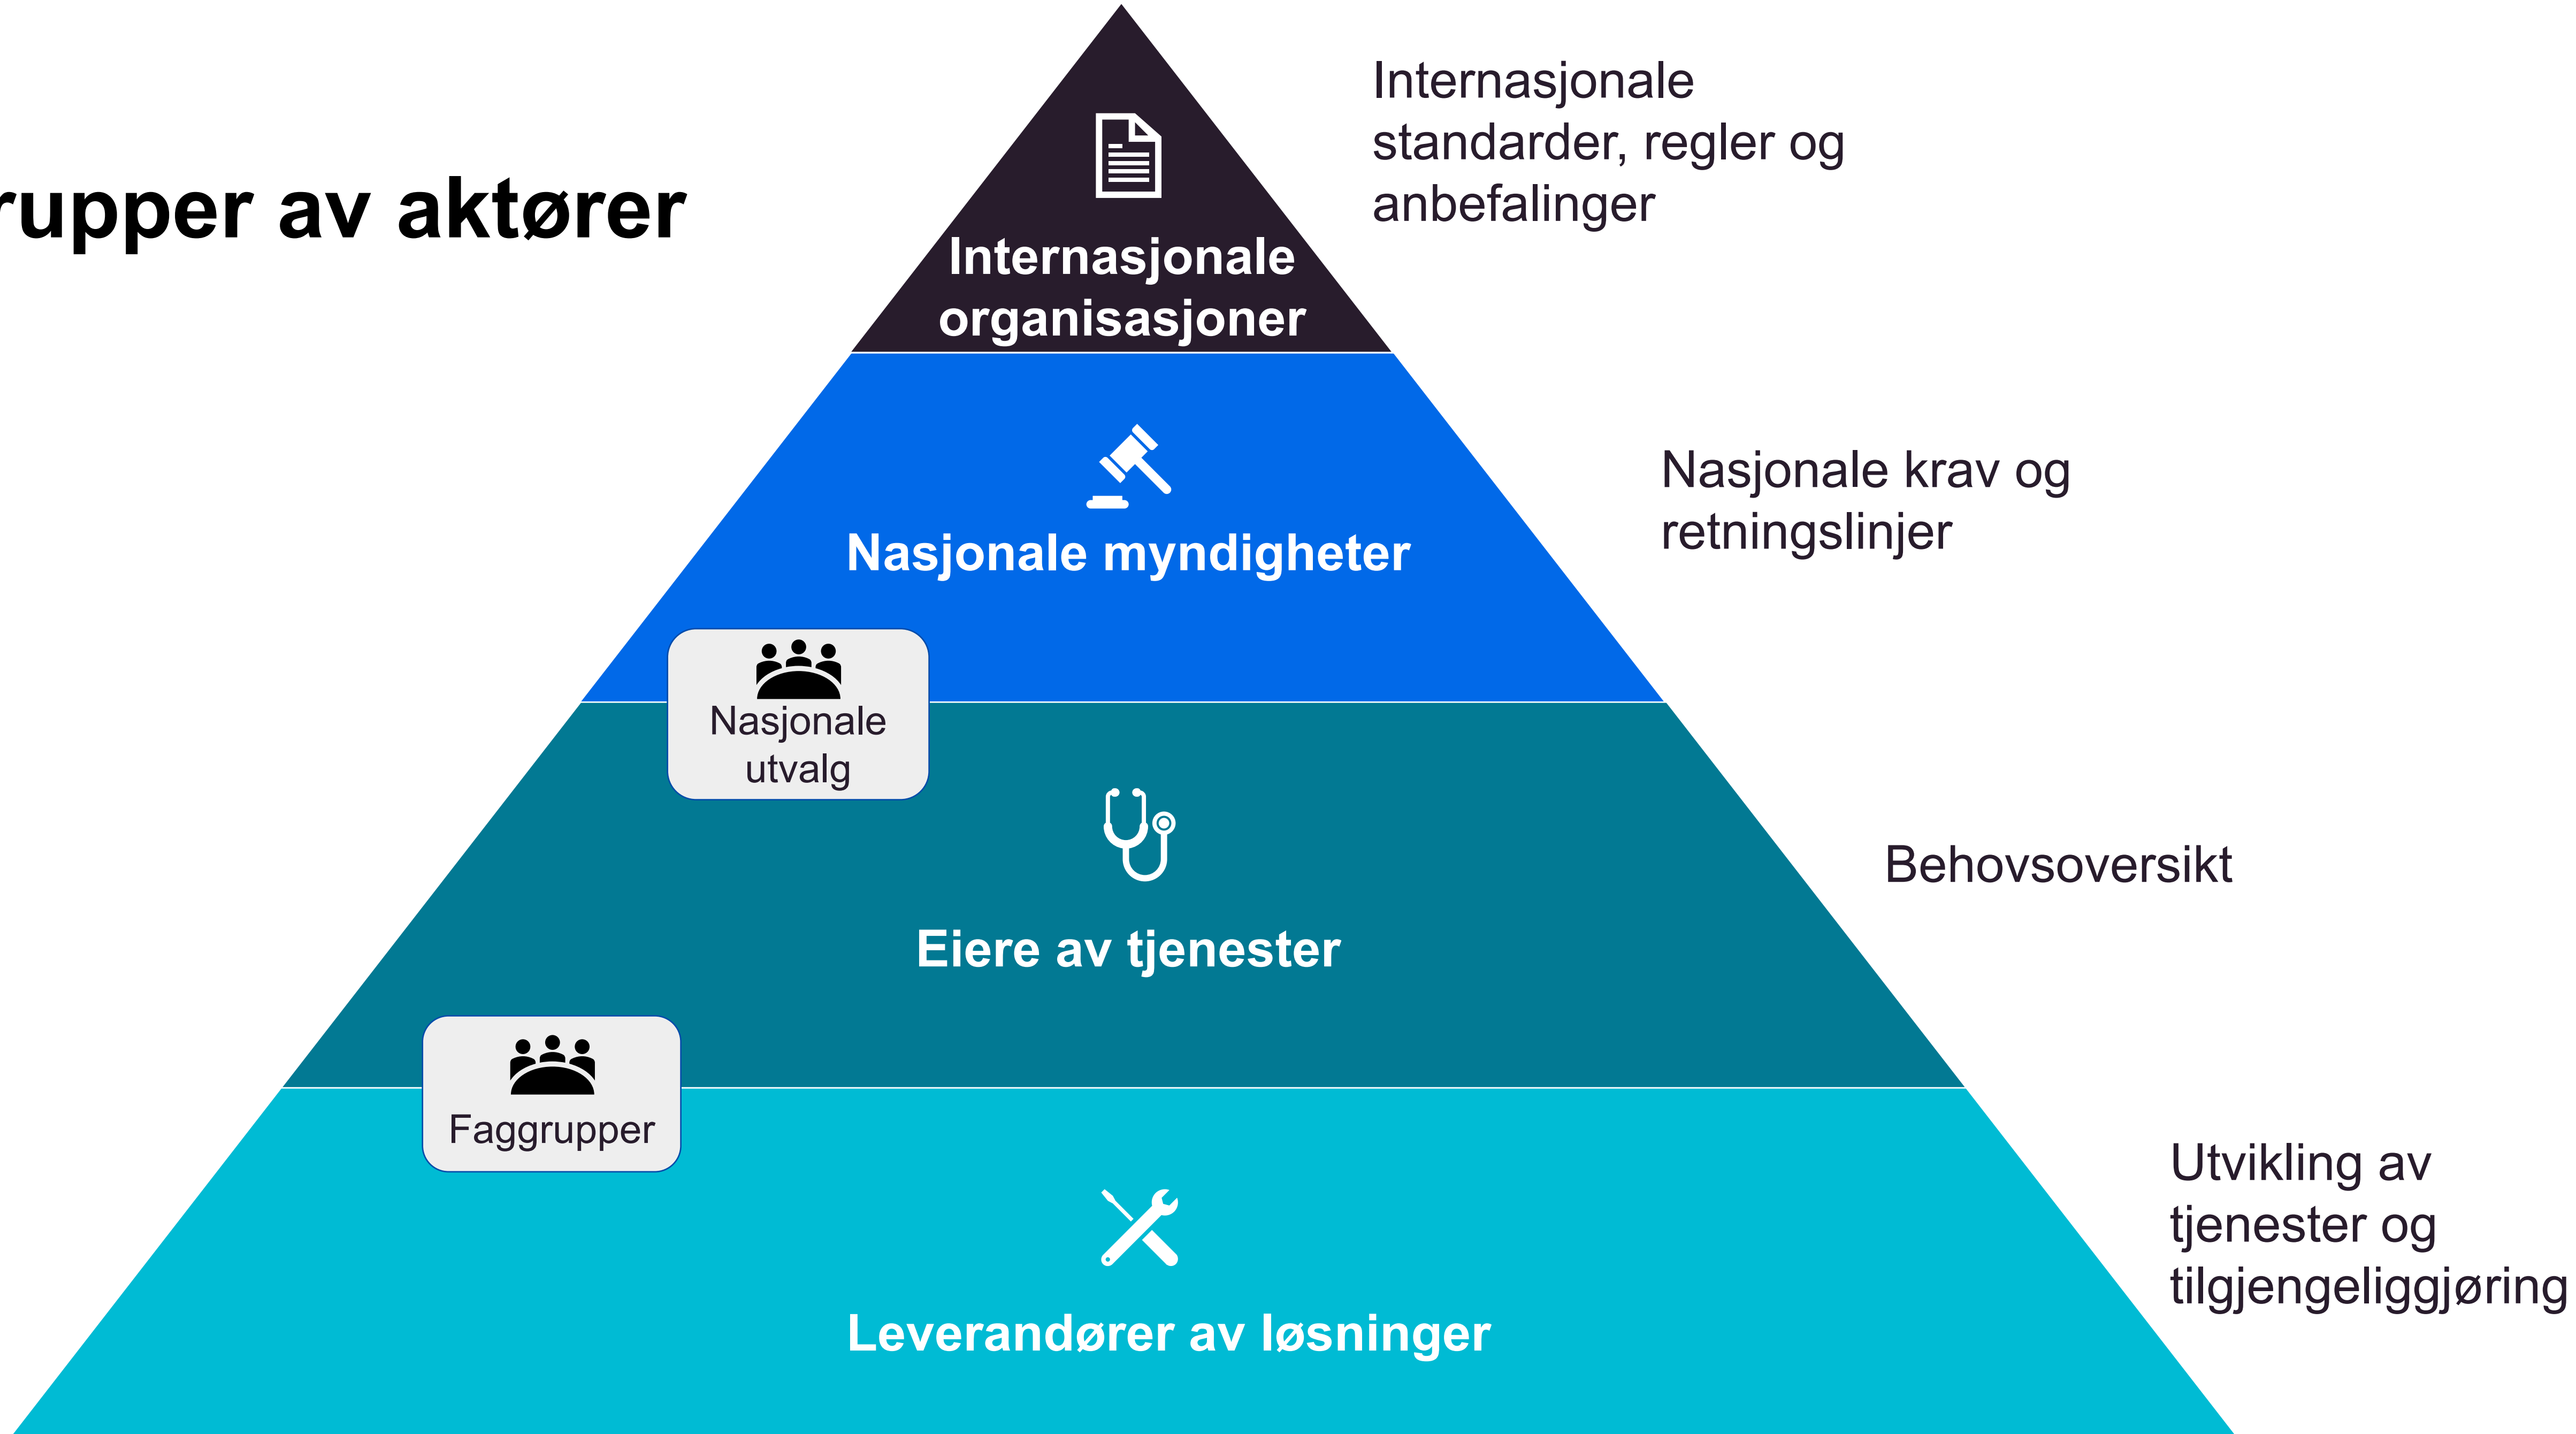 rupper av aktører
Internasjonale
standarder, regler og
anbefalinger
Internasjonale
organisasjoner
Nasjonale krav og
retningslinjer
Nasjonale myndigheter
Nasjonale
utvalg
Behovsoversikt
Eiere av tjenester
Faggrupper
Utvikling av
tjenester og
tilgjengeliggjøring
Leverandører av løsninger